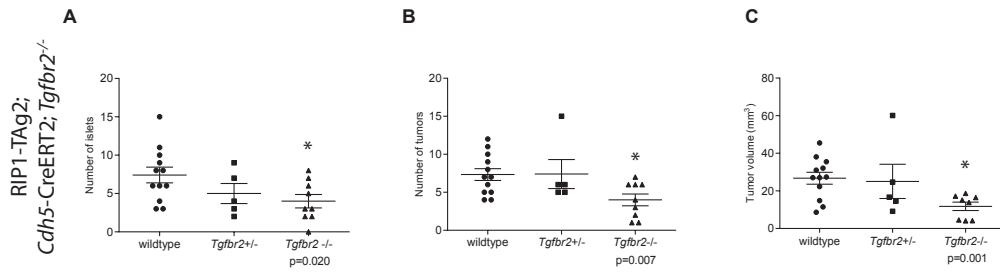 A
B
C
RIP1-TAg2;
Cdh5-CreERT2; Tgfbr2-/-
Number of islets
20
15
10
5
0
wildtype
Tgfbr2+/-
Tgfbr2 -/-
*
p=0.020
Number of tumors
20
15
10
5
0
wildtype
Tgfbr2+/-
Tgfbr2-/-
*
p=0.007
Tumor volume (mm³)
80
60
40
20
0
wildtype
Tgfbr2+/-
Tgfbr2-/-
*
p=0.001